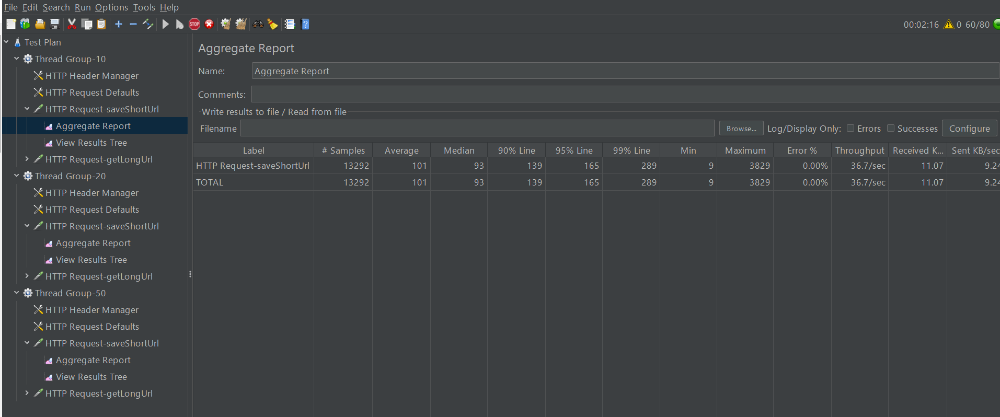 File Edit Search Run Options Tools Help
STOP
00:02:16 0 60/80
Test Plan
Thread Group-10
HTTP Header Manager
HTTP Request Defaults
HTTP Request-saveShortUrl
Aggregate Report
View Results Tree
HTTP Request-getLongUrl
Thread Group-20
HTTP Header Manager
HTTP Request Defaults
HTTP Request-saveShortUrl
Aggregate Report
View Results Tree
HTTP Request-getLongUrl
Thread Group-50
HTTP Header Manager
HTTP Request Defaults
HTTP Request-saveShortUrl
Aggregate Report
View Results Tree
HTTP Request-getLongUrl
Aggregate Report
Name: Aggregate Report
Comments:
Write results to file / Read from file
Filename Browse... Log/Display Only: Errors Successes Configure
Label # Samples Average Median 90% Line 95% Line 99% Line Min Maximum Error % Throughput Received K... Sent KB/sec
HTTP Request-saveShortUrl 13292 101 93 139 165 289 9 3829 0.00% 36.7/sec 11.07 9.24
TOTAL 13292 101 93 139 165 289 9 3829 0.00% 36.7/sec 11.07 9.24